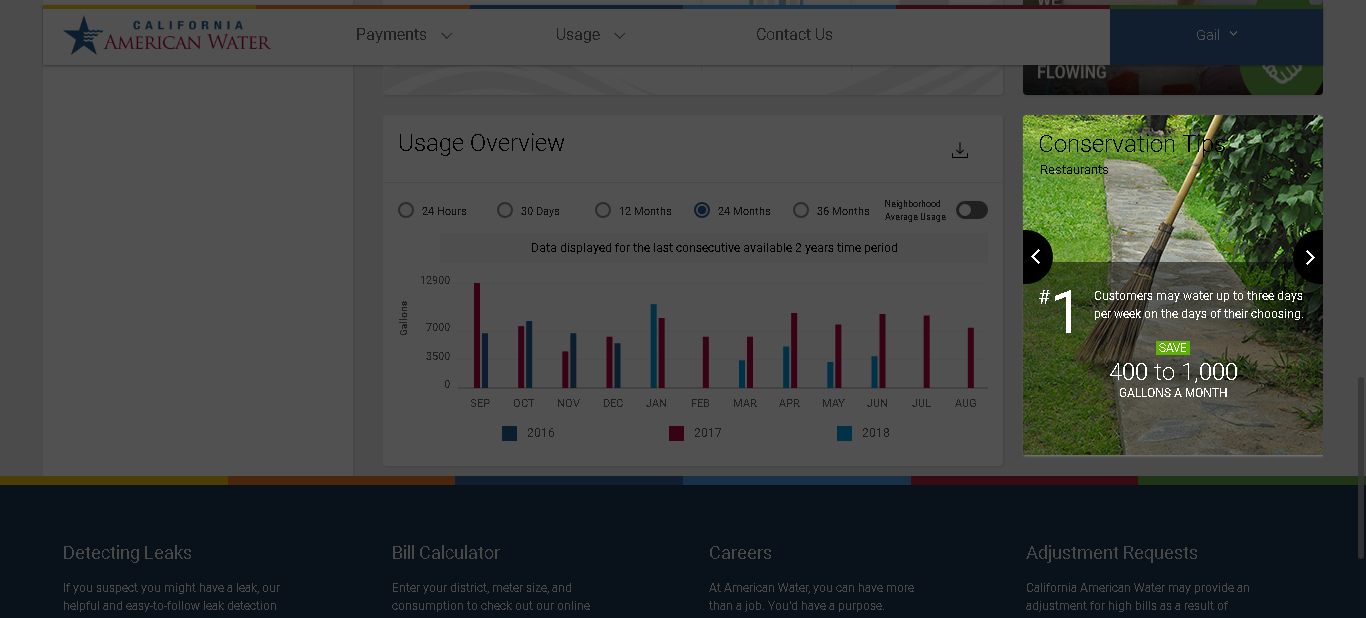 WE
CALIFORNIA
AMERICAN WATER
Payments
Usage
Contact Us
Gail
FLOWING
Usage Overview
24 Hours
30 Days
12 Months
24 Months
36 Months
Neighborhood
Average Usage
Data displayed for the last consecutive available 2 years time period
Gallons
12900
7000
3500
0
SEP OCT NOV DEC JAN FEB MAR APR MAY JUN JUL AUG
2016 2017 2018
Conservation Tips
Restaurants
#1
Customers may water up to three days
per week on the days of their choosing.
SAVE
400 to 1,000
GALLONS A MONTH
Detecting Leaks
If you suspect you might have a leak, our
helpful and easy-to-follow leak detection
Bill Calculator
Enter your district, meter size, and
consumption to check out our online
Careers
At American Water, you can have more
than a job. You'd have a purpose.
Adjustment Requests
California American Water may provide an
adjustment for high bills as a result of